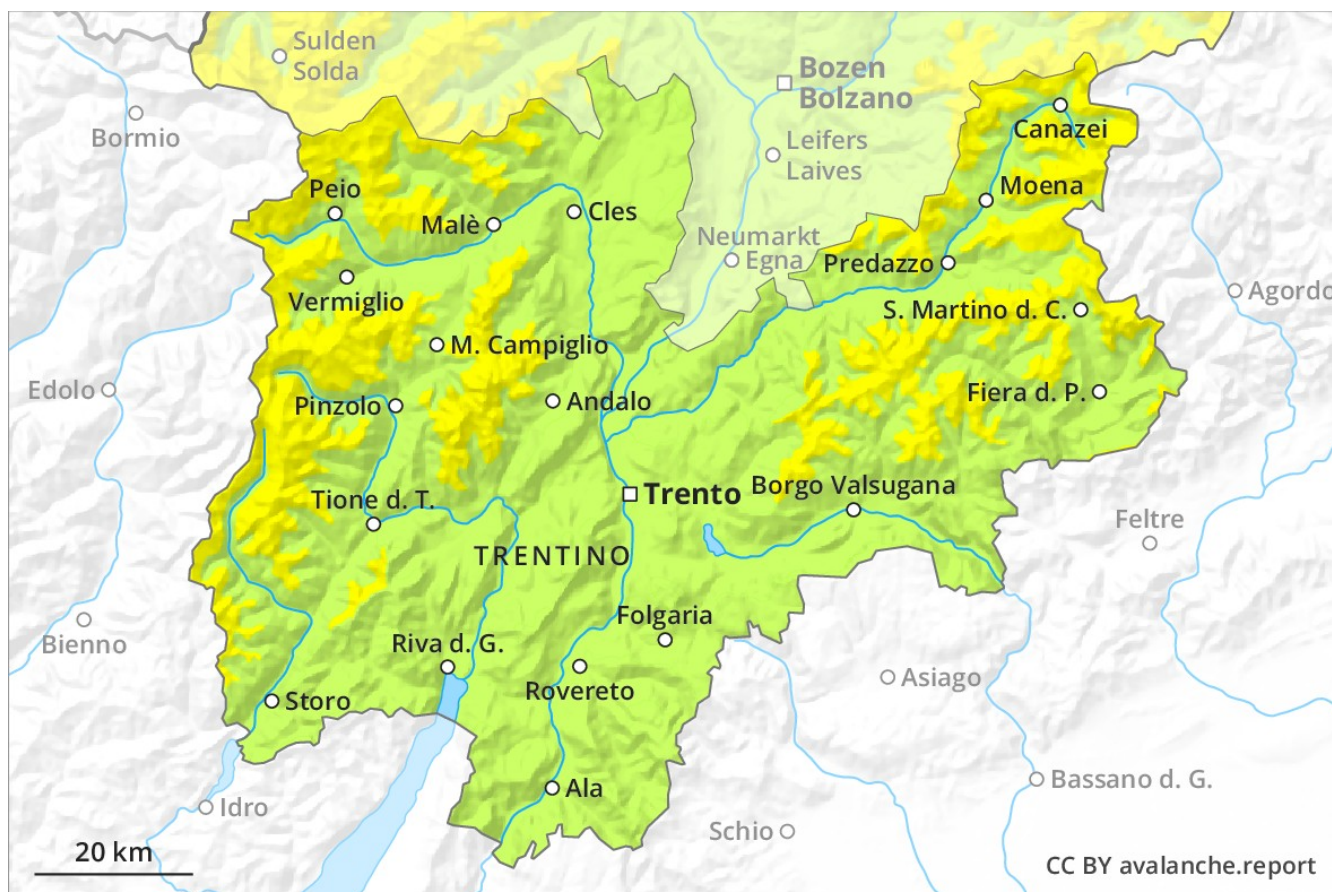 Sulden
Solda
Bozen
Bolzano
Bormio
Canazei
Leifers
Laives
Peio
Moena
Malè
Cles
Neumarkt
Egna
Predazzo
Vermiglio
Agordo
S. Martino d. C.
M. Campiglio
Edolo
Fiera d. P.
Pinzolo
Andalo
Borgo Valsugana
Trento
Tione d. T.
Feltre
TRENTINO
Folgaria
Bienno
Riva d. G.
Asiago
Rovereto
Storo
Bassano d. G.
Ala
Idro
Schio
20 km
CC BY avalanche.report